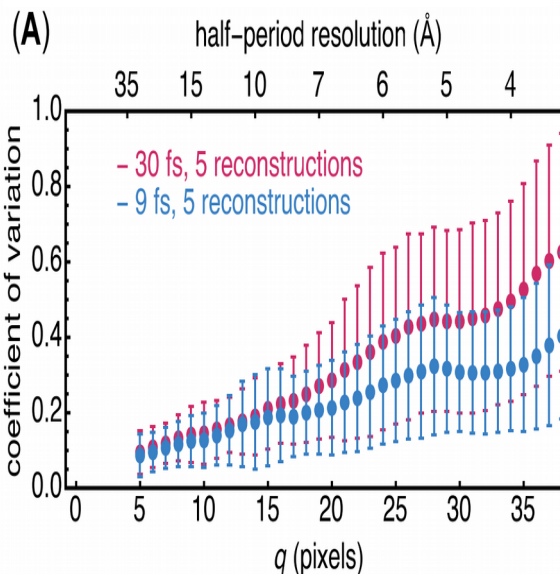 (A)
half–period resolution (Å)
35 15 10 7 6 5 4
1.0
0.8
0.6
0.4
0.2
0.0
coefficient of variation
– 30 fs, 5 reconstructions
– 9 fs, 5 reconstructions
0 5 10 15 20 25 30 35
q (pixels)